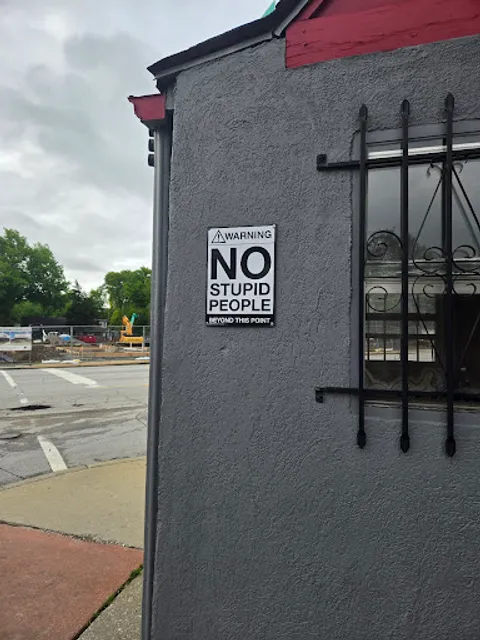 WARNING
NO
STUPID
PEOPLE
BEYOND THIS POINT